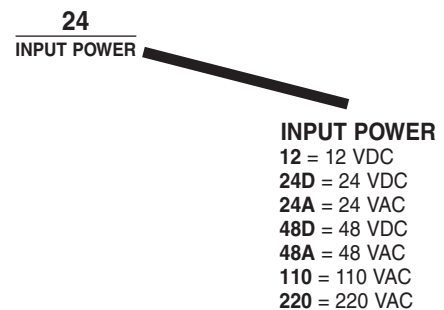 24
INPUT POWER
INPUT POWER
12 = 12 VDC
24D = 24 VDC
24A = 24 VAC
48D = 48 VDC
48A = 48 VAC
110 = 110 VAC
220 = 220 VAC